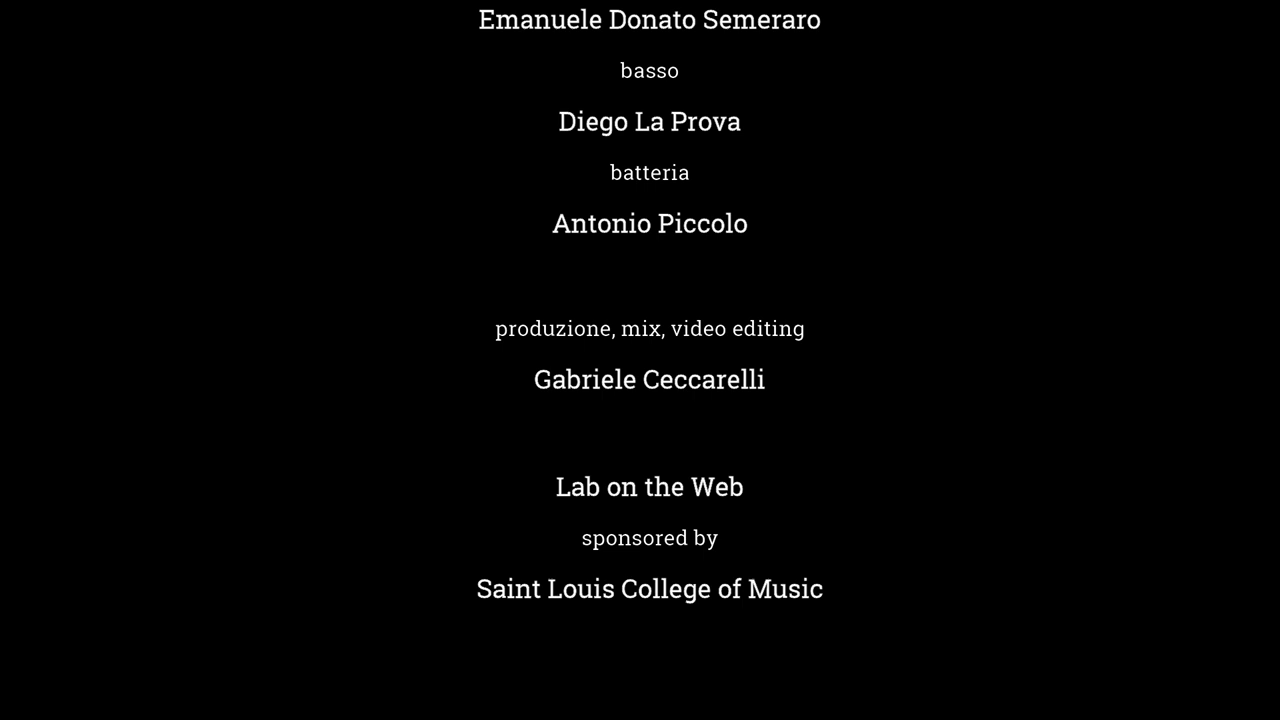 Emanuele Donato Semeraro
basso
Diego La Prova
batteria
Antonio Piccolo
produzione, mix, video editing
Gabriele Ceccarelli
Lab on the Web
sponsored by
Saint Louis College of Music